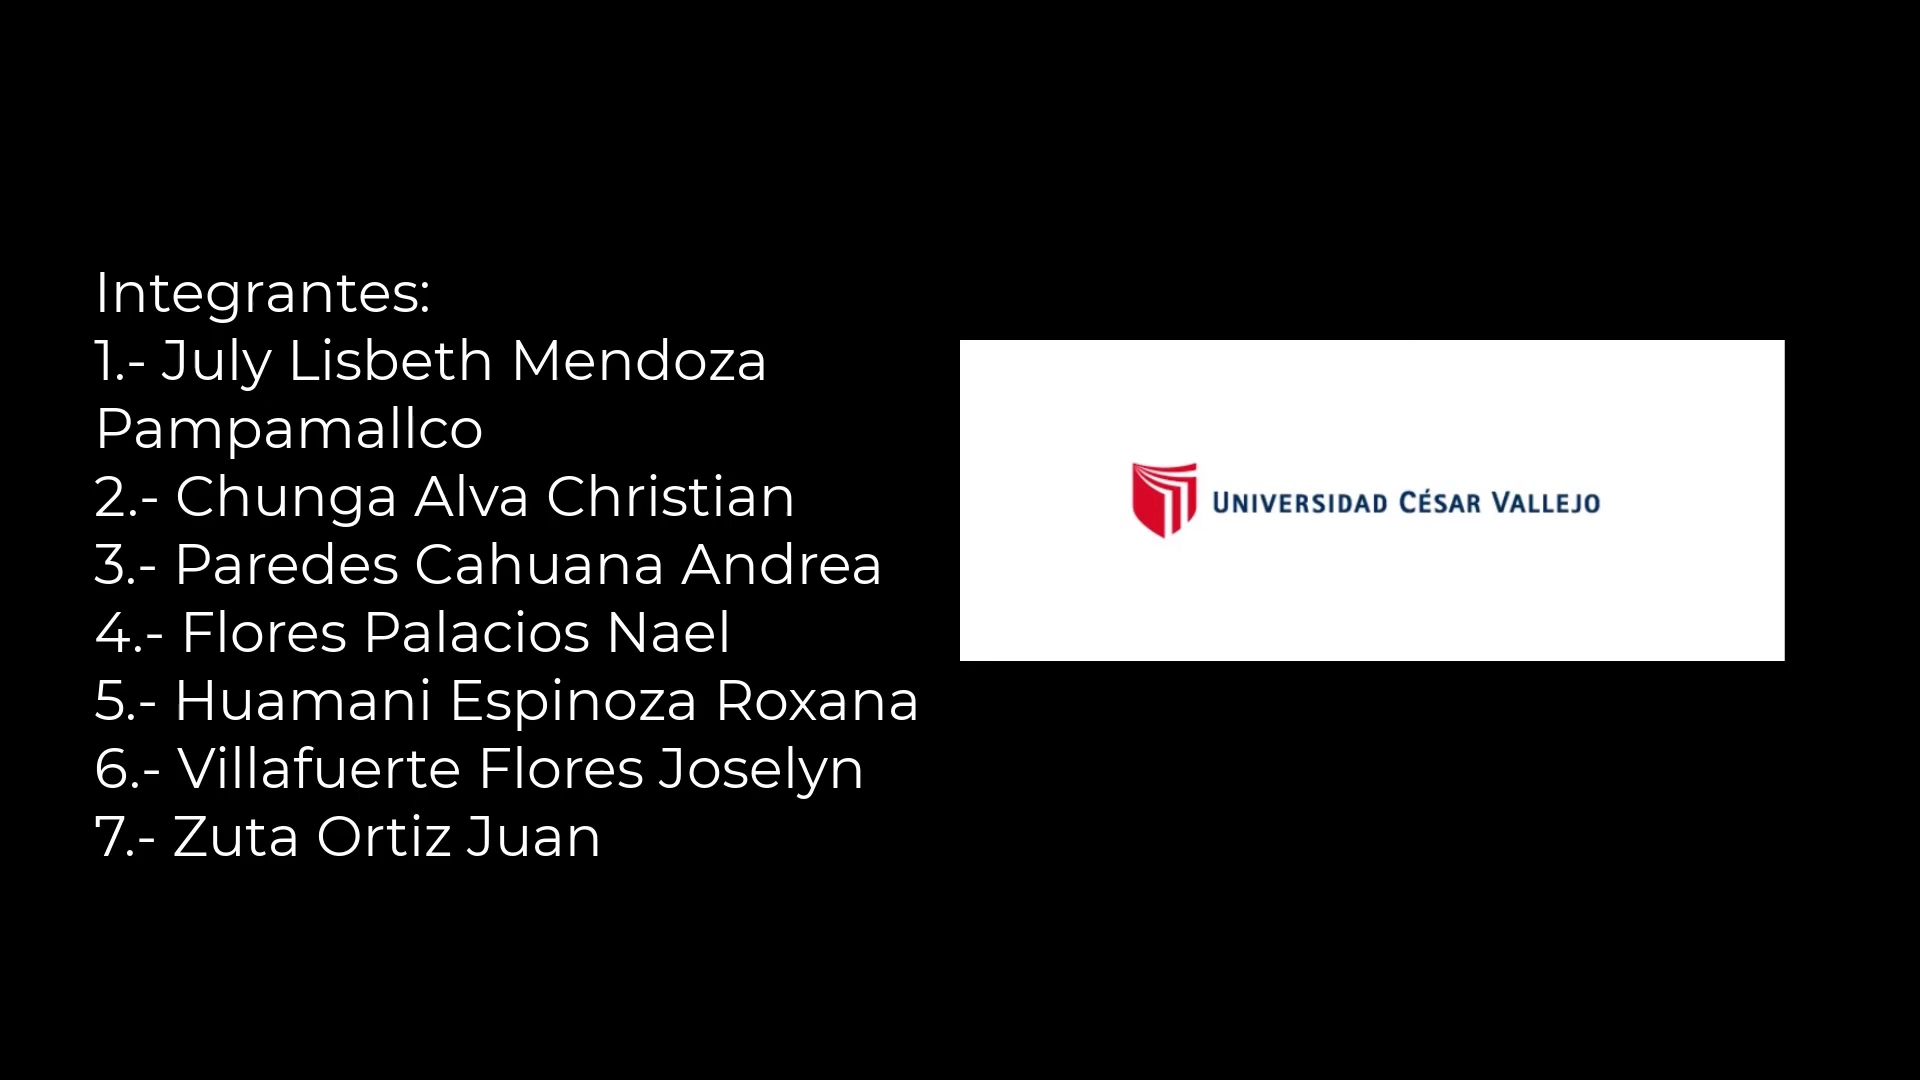 Integrantes:
1.- July Lisbeth Mendoza
Pampamallco
2.- Chunga Alva Christian
3.- Paredes Cahuana Andrea
4.- Flores Palacios Nael
5.- Huamani Espinoza Roxana
6.- Villafuerte Flores Joselyn
7.- Zuta Ortiz Juan
UNIVERSIDAD CÉSAR VALLEJO